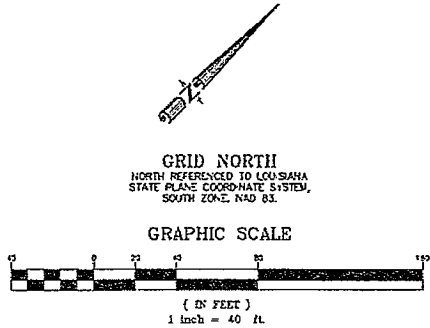 N
GRID NORTH
NORTH REFERENCED TO LOUISIANA
STATE PLANE COORDINATE SYSTEM,
SOUTH ZONE, NAD 83.
GRAPHIC SCALE
0 20 40 80 160
( IN FEET )
1 inch = 40 ft.